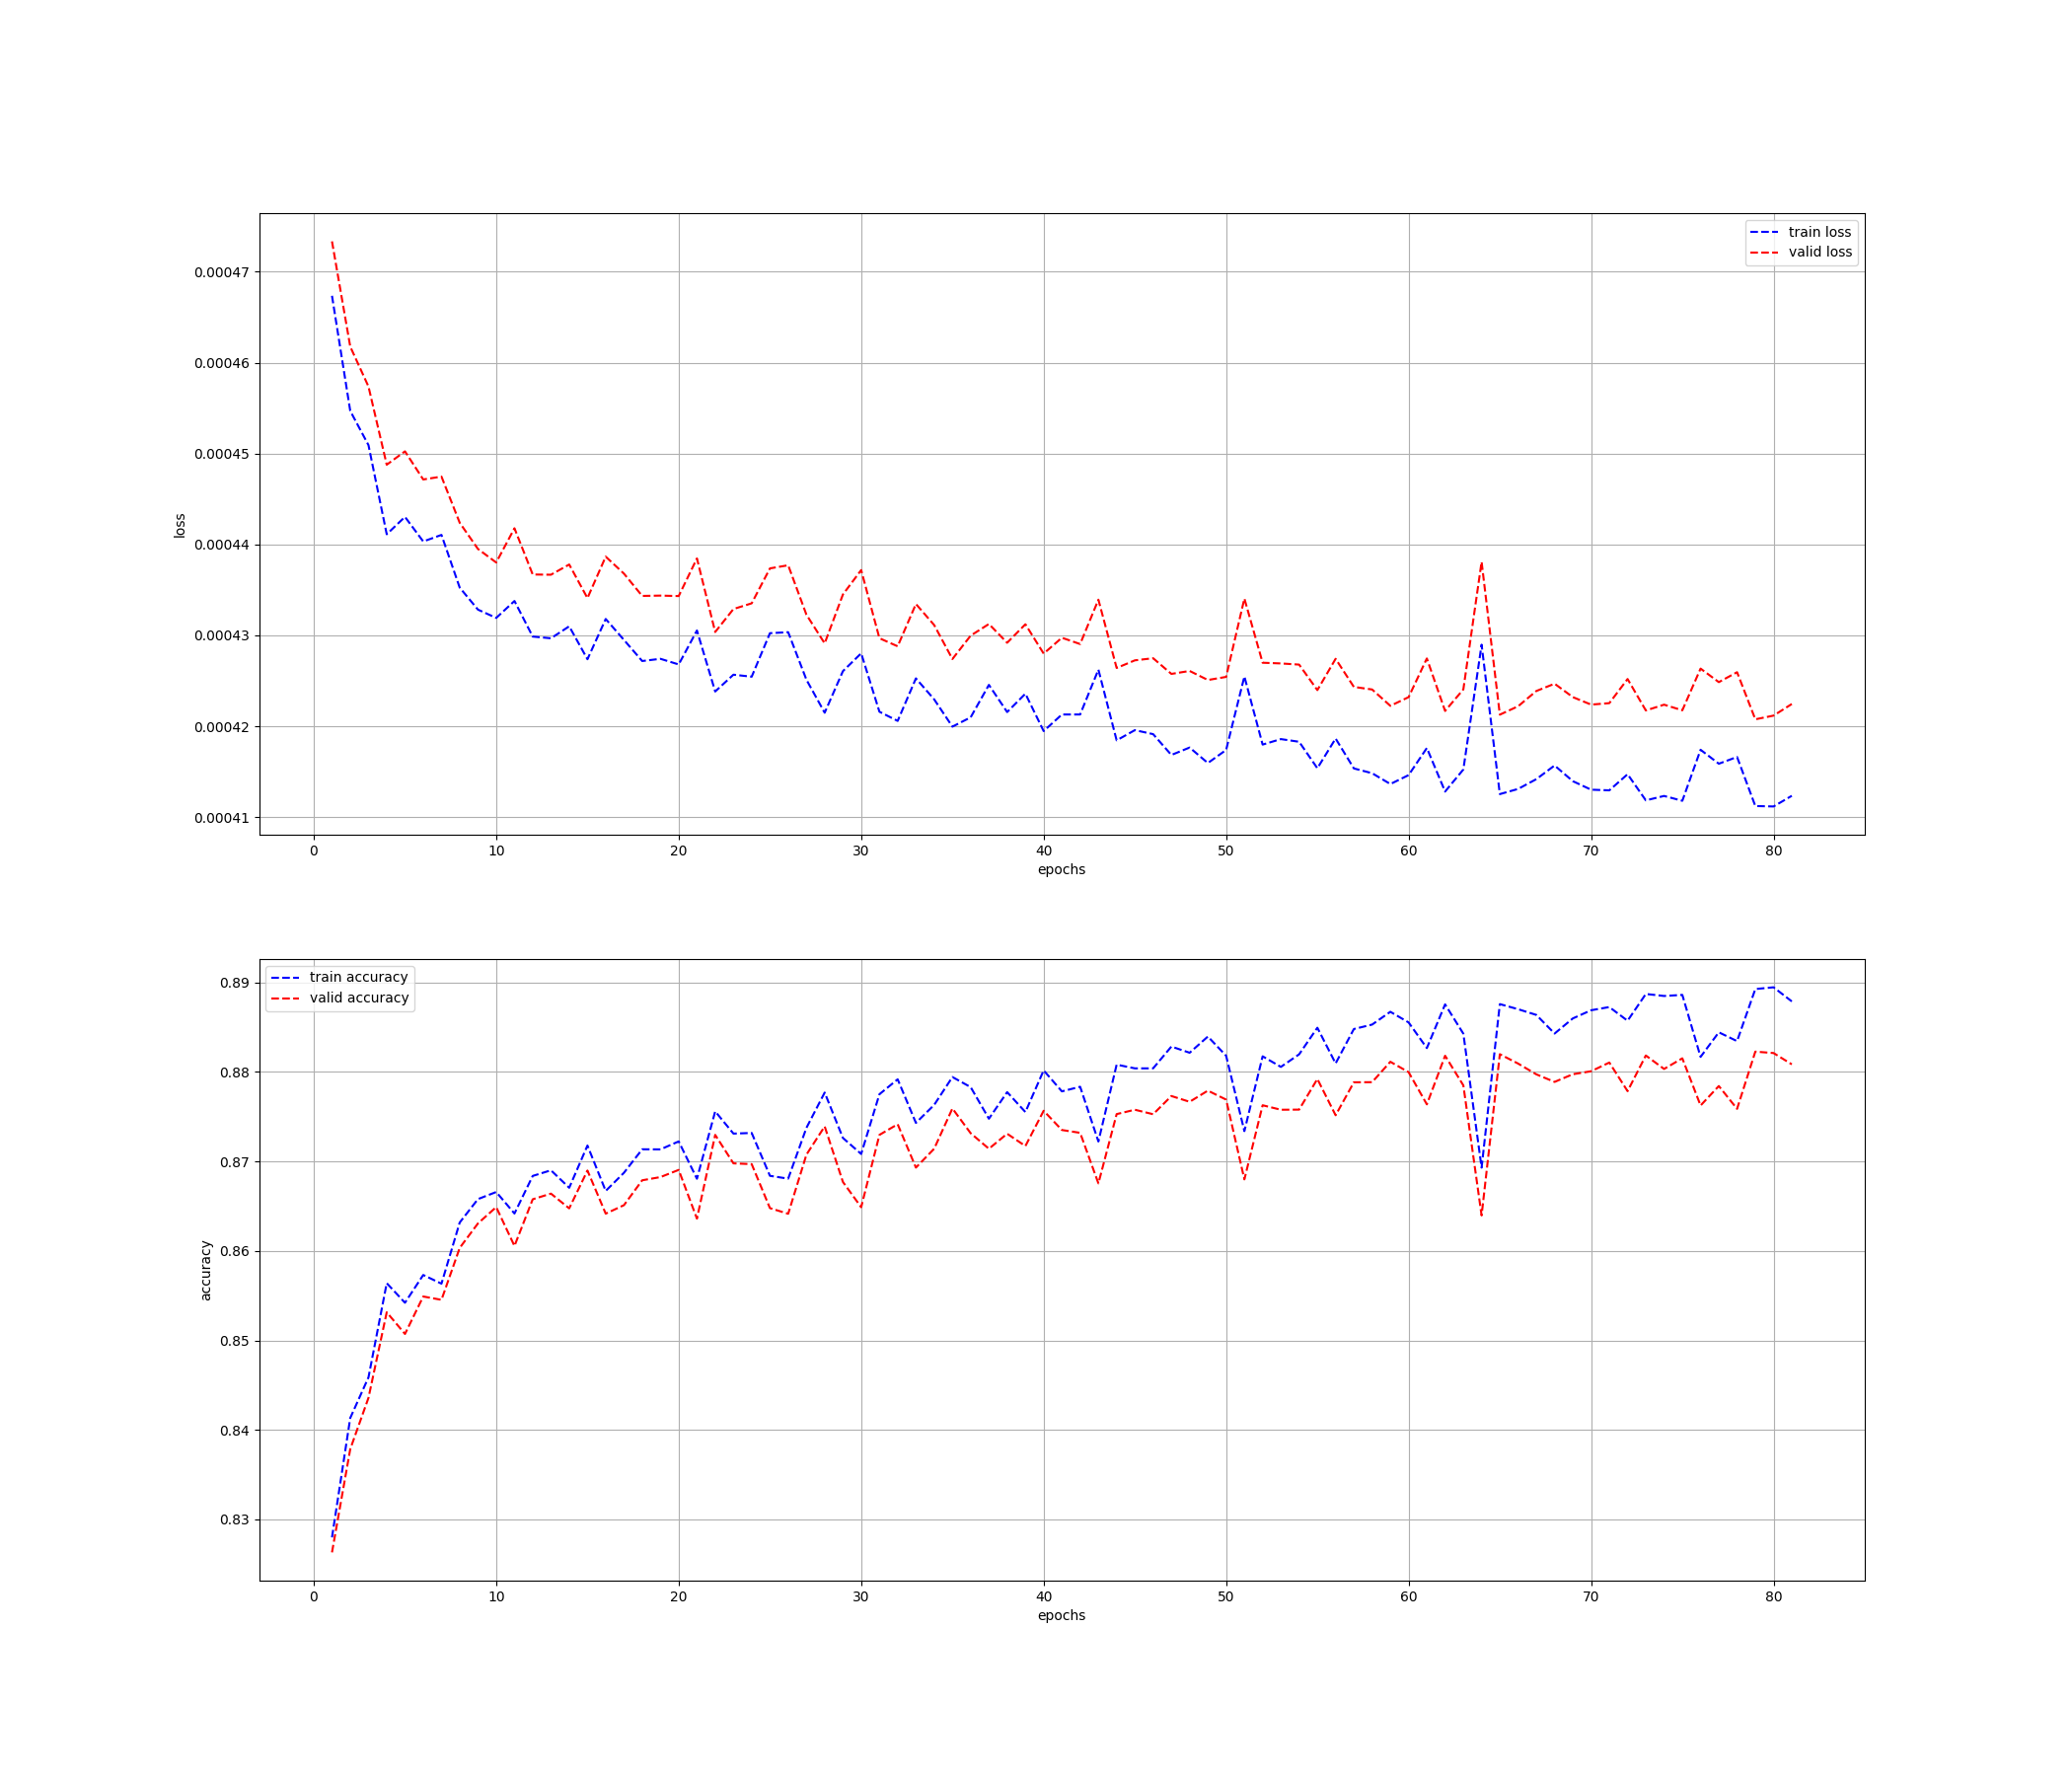 train loss
valid loss
0.00047
0.00046
0.00045
0.00044
0.00043
0.00042
0.00041
loss
0 10 20 30 40 50 60 70 80
epochs
train accuracy
valid accuracy
0.89
0.88
0.87
0.86
0.85
0.84
0.83
accuracy
0 10 20 30 40 50 60 70 80
epochs